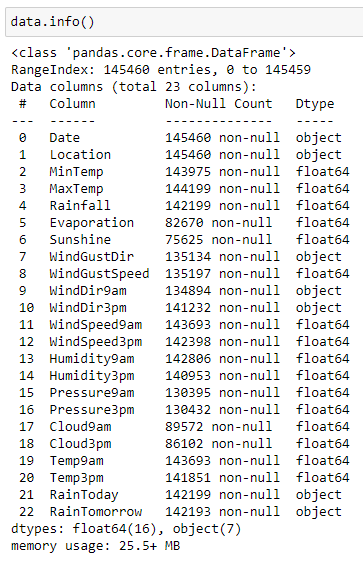 data.info()
<class 'pandas.core.frame.DataFrame'>
RangeIndex: 145460 entries, 0 to 145459
Data columns (total 23 columns):
 #   Column         Non-Null Count   Dtype
---  ------         --------------   -----
 0   Date           145460 non-null  object
 1   Location       145460 non-null  object
 2   MinTemp        143975 non-null  float64
 3   MaxTemp        144199 non-null  float64
 4   Rainfall       142199 non-null  float64
 5   Evaporation    82670 non-null   float64
 6   Sunshine       75625 non-null   float64
 7   WindGustDir    135134 non-null  object
 8   WindGustSpeed  135197 non-null  float64
 9   WindDir9am     134894 non-null  object
 10  WindDir3pm     141232 non-null  object
 11  WindSpeed9am   143693 non-null  float64
 12  WindSpeed3pm   142398 non-null  float64
 13  Humidity9am    142806 non-null  float64
 14  Humidity3pm    140953 non-null  float64
 15  Pressure9am    130395 non-null  float64
 16  Pressure3pm    130432 non-null  float64
 17  Cloud9am       89572 non-null   float64
 18  Cloud3pm       86102 non-null   float64
 19  Temp9am        143693 non-null  float64
 20  Temp3pm        141851 non-null  float64
 21  RainToday      142199 non-null  object
 22  RainTomorrow   142193 non-null  object
dtypes: float64(16), object(7)
memory usage: 25.5+ MB